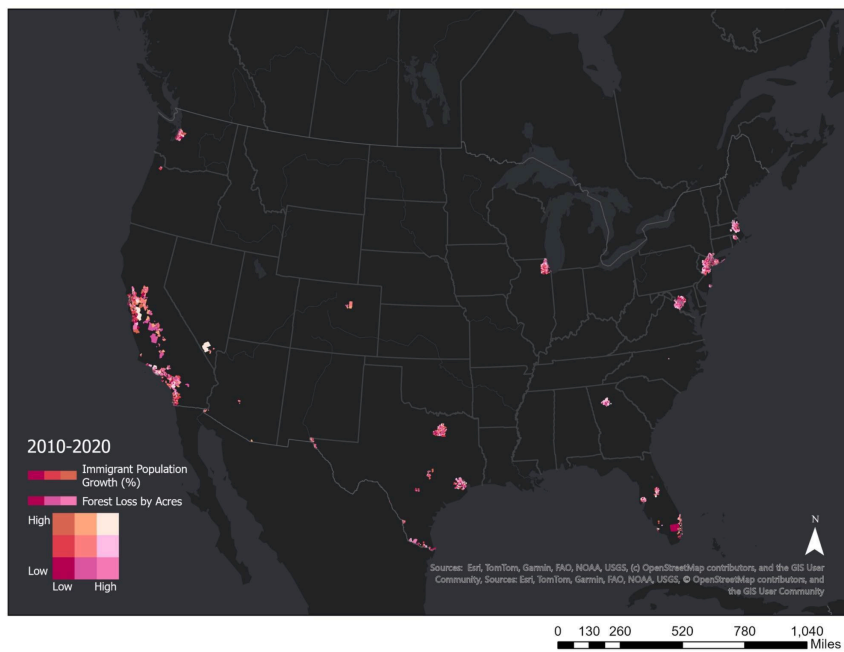 2010-2020
Immigrant Population
Growth (%)
Forest Loss by Acres
High
Low
Low High
N
Sources: Esri, TomTom, Garmin, FAO, NOAA, USGS, (c) OpenStreetMap contributors, and the GIS User
Community, Sources: Esri, TomTom, Garmin, FAO, NOAA, USGS, © OpenStreetMap contributors, and
the GIS User Community
0 130 260 520 780 1,040
Miles